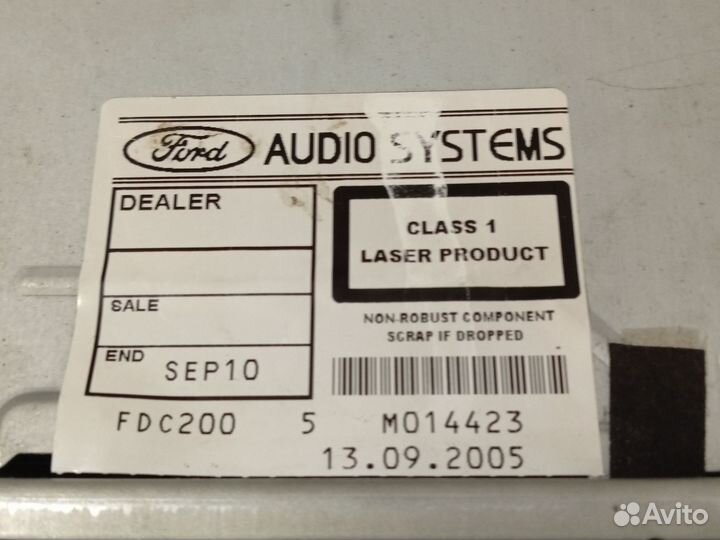 Ford AUDIO SYSTEMS
DEALER
CLASS 1
LASER PRODUCT
SALE
NON-ROBUST COMPONENT
SCRAP IF DROPPED
END SEP10
FDC200 5 M014423
13.09.2005
Avito